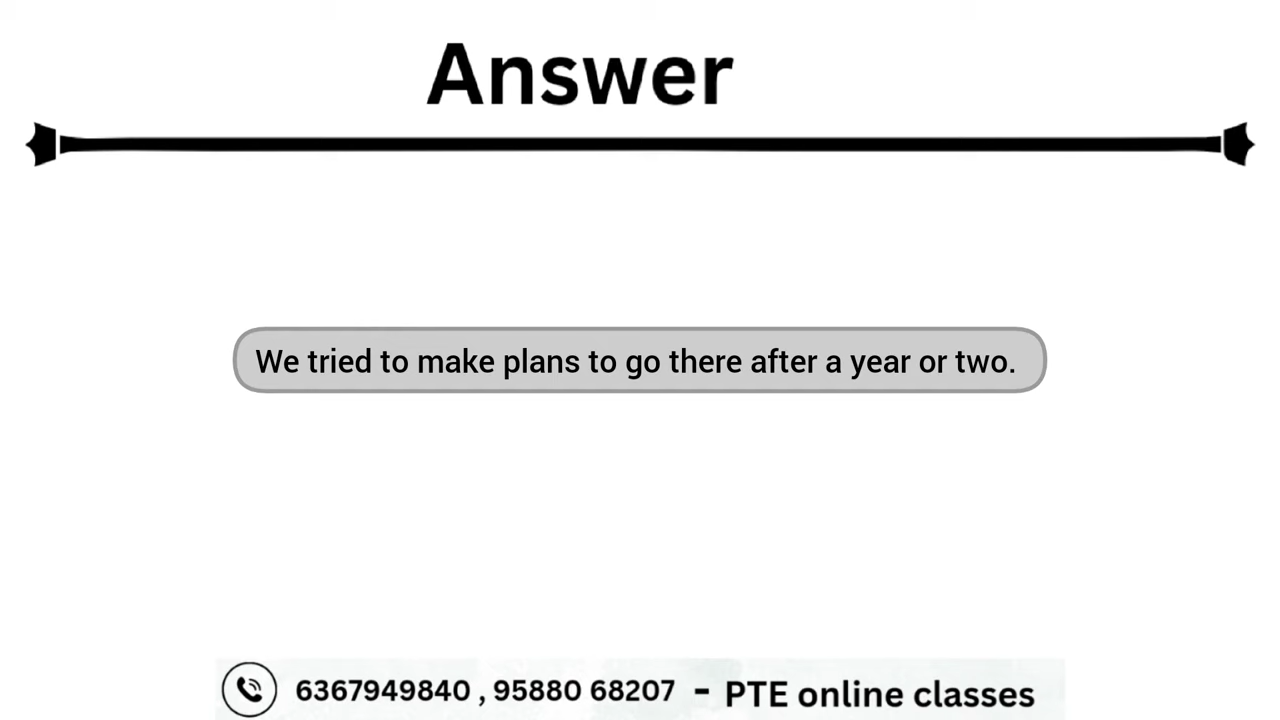 Answer
We tried to make plans to go there after a year or two.
6367949840 , 95880 68207 - PTE online classes